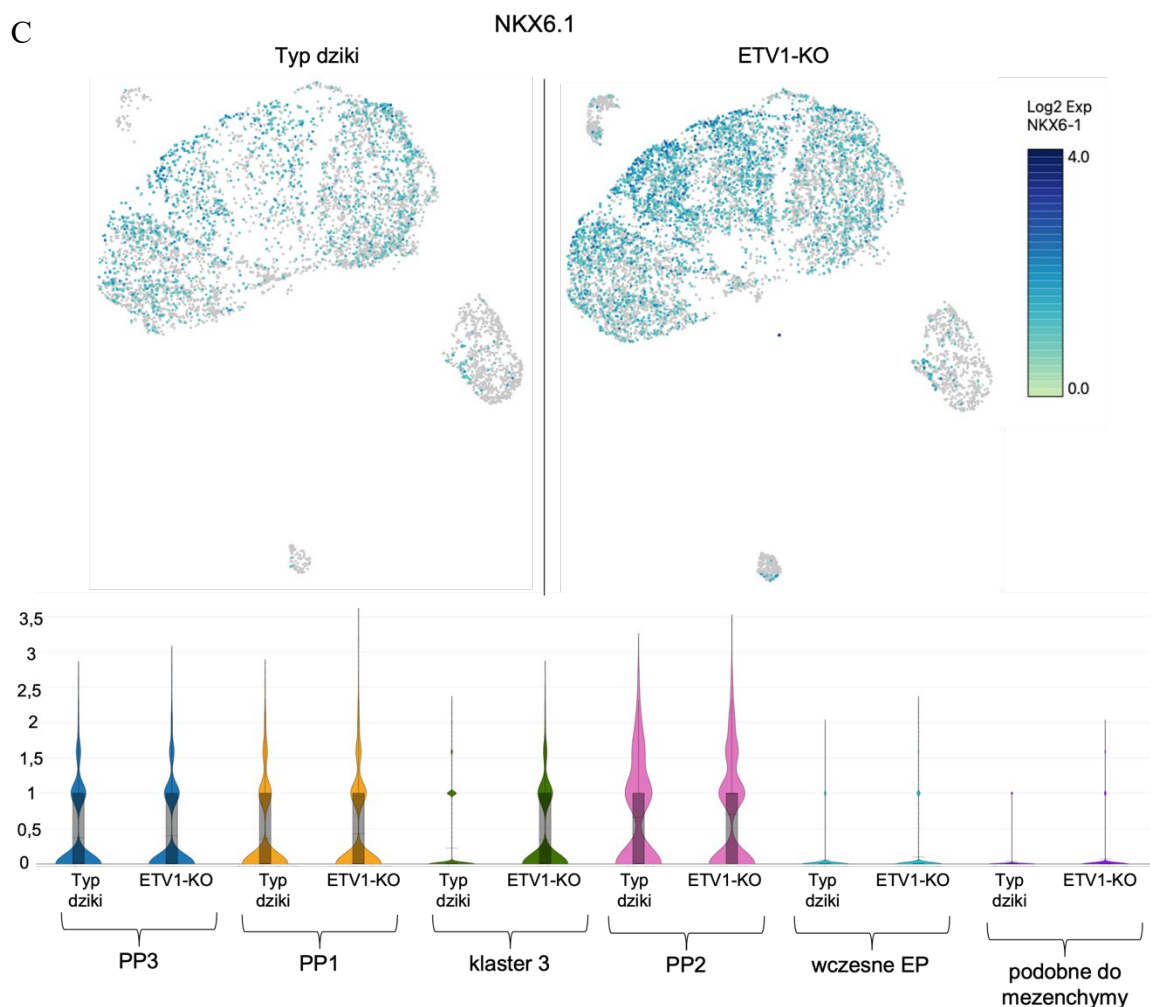 C
NKX6.1
Typ dziki
ETV1-KO
Log2 Exp
NKX6-1
4.0
0.0
3,5
3
2,5
2
1,5
1
0,5
0
Typ dziki
ETV1-KO
Typ dziki
ETV1-KO
Typ dziki
ETV1-KO
Typ dziki
ETV1-KO
Typ dziki
ETV1-KO
Typ dziki
ETV1-KO
PP3
PP1
klaster 3
PP2
wczesne EP
podobne do
mezenchymy